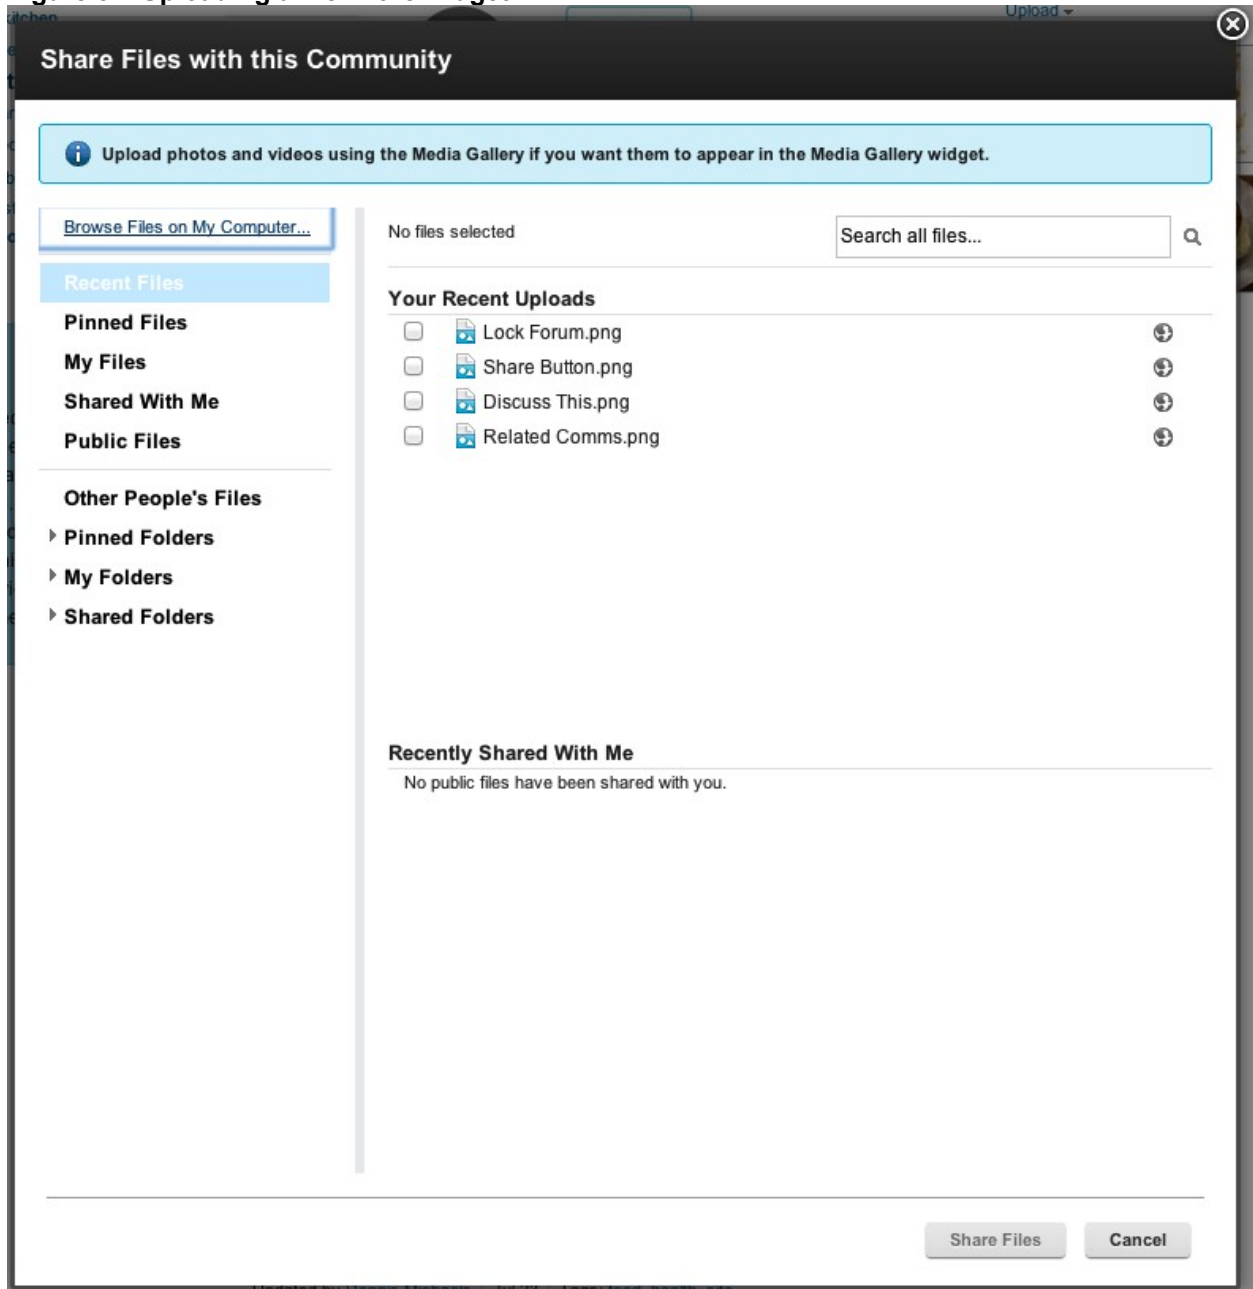 Upload
Share Files with this Community
Upload photos and videos using the Media Gallery if you want them to appear in the Media Gallery widget.
Browse Files on My Computer...
Recent Files
Pinned Files
My Files
Shared With Me
Public Files
Other People's Files
Pinned Folders
My Folders
Shared Folders
No files selected
Search all files...
Your Recent Uploads
Lock Forum.png
Share Button.png
Discuss This.png
Related Comms.png
Recently Shared With Me
No public files have been shared with you.
Share Files
Cancel